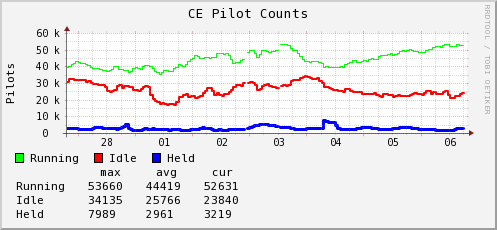 CE Pilot Counts
RRDTOOL / TOBI OETIKER
Pilots
60 k
50 k
40 k
30 k
20 k
10 k
0
28 01 02 03 04 05 06
Running Idle Held
max avg cur
Running 53660 44419 52631
Idle 34135 25766 23840
Held 7989 2961 3219